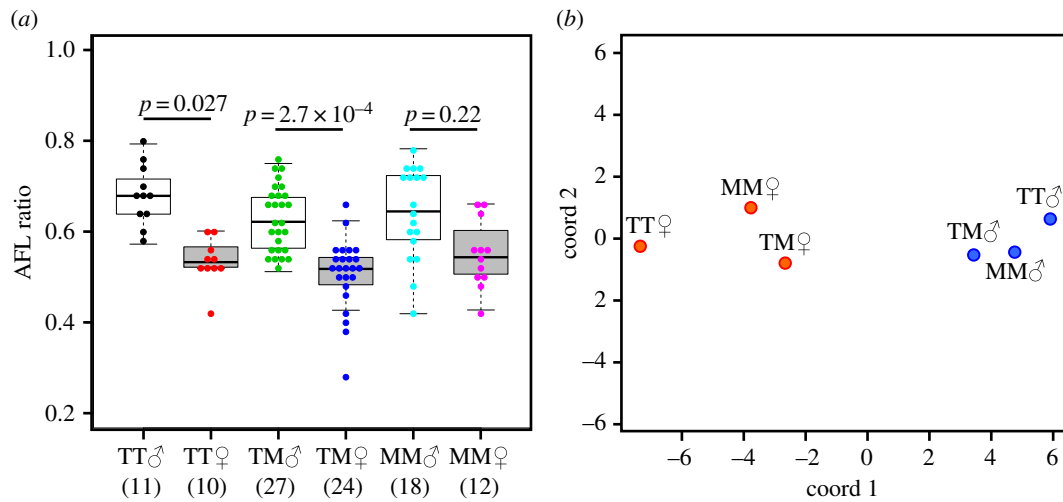 (a)
AFL ratio
1.0
0.8
0.6
0.4
0.2
p = 0.027
p = 2.7 × 10⁻⁴
p = 0.22
TT♂ TT♀ TM♂ TM♀ MM♂ MM♀
(11) (10) (27) (24) (18) (12)
(b)
coord 2
6
4
2
0
2
–4
–6
TT♀
MM♀
TM♀
TM♂
MM♂
TT♂
–6 –4 –2 0 2 4 6
coord 1